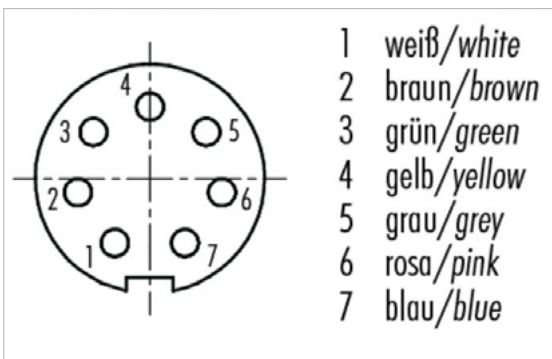 1 weiß/white
2 braun/brown
3 grün/green
4 gelb/yellow
5 grau/grey
6 rosa/pink
7 blau/blue
4
3
5
2
6
1
7